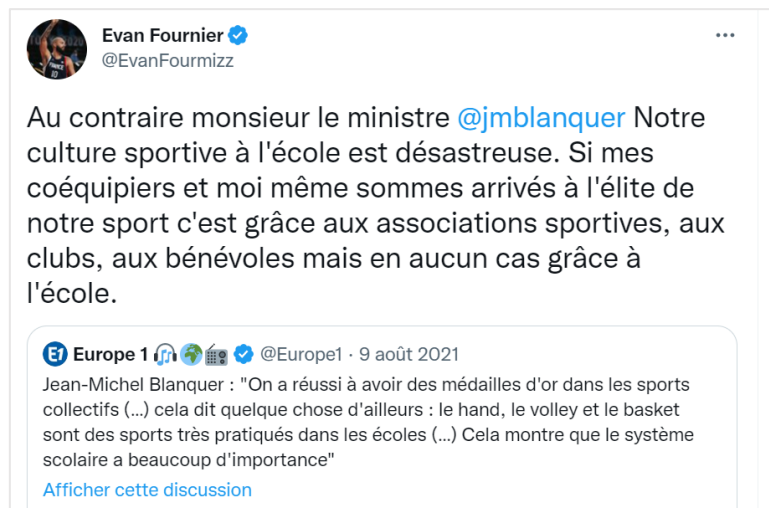 Evan Fournier
@EvanFourmizz
Au contraire monsieur le ministre @jmblanquer Notre
culture sportive à l'école est désastreuse. Si mes
coéquipiers et moi même sommes arrivés à l'élite de
notre sport c'est grâce aux associations sportives, aux
clubs, aux bénévoles mais en aucun cas grâce à
l'école.
Europe 1 @Europe1 · 9 août 2021
Jean-Michel Blanquer : "On a réussi à avoir des médailles d'or dans les sports
collectifs (...) cela dit quelque chose d'ailleurs : le hand, le volley et le basket
sont des sports très pratiqués dans les écoles (...) Cela montre que le système
scolaire a beaucoup d'importance"
Afficher cette discussion